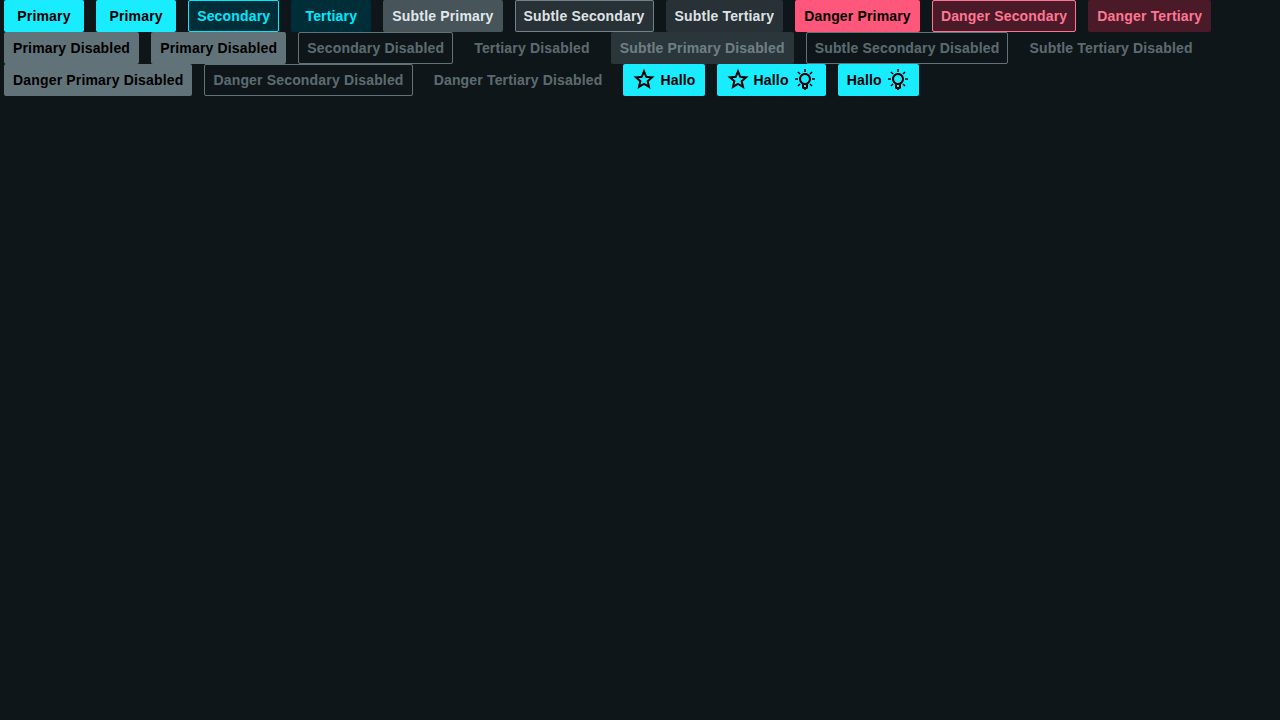 Primary Primary Secondary Tertiary Subtle Primary Subtle Secondary Subtle Tertiary Danger Primary Danger Secondary Danger Tertiary
Primary Disabled Primary Disabled Secondary Disabled Tertiary Disabled Subtle Primary Disabled Subtle Secondary Disabled Subtle Tertiary Disabled
Danger Primary Disabled Danger Secondary Disabled Danger Tertiary Disabled Hallo Hallo Hallo